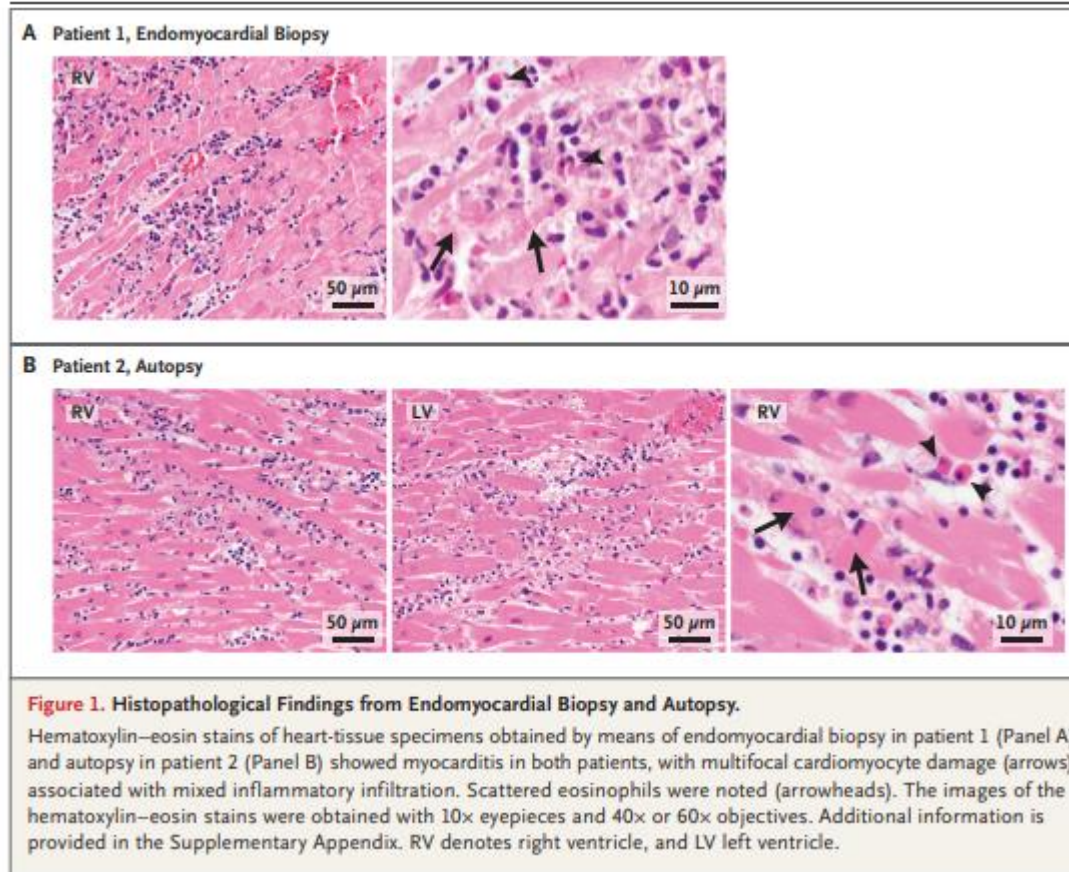 A Patient 1, Endomyocardial Biopsy
RV
50 µm
10 µm
B Patient 2, Autopsy
RV
50 µm
LV
50 µm
RV
10 µm
Figure 1. Histopathological Findings from Endomyocardial Biopsy and Autopsy.
Hematoxylin–eosin stains of heart-tissue specimens obtained by means of endomyocardial biopsy in patient 1 (Panel A)
and autopsy in patient 2 (Panel B) showed myocarditis in both patients, with multifocal cardiomyocyte damage (arrows)
associated with mixed inflammatory infiltration. Scattered eosinophils were noted (arrowheads). The images of the
hematoxylin–eosin stains were obtained with 10× eyepieces and 40× or 60× objectives. Additional information is
provided in the Supplementary Appendix. RV denotes right ventricle, and LV left ventricle.